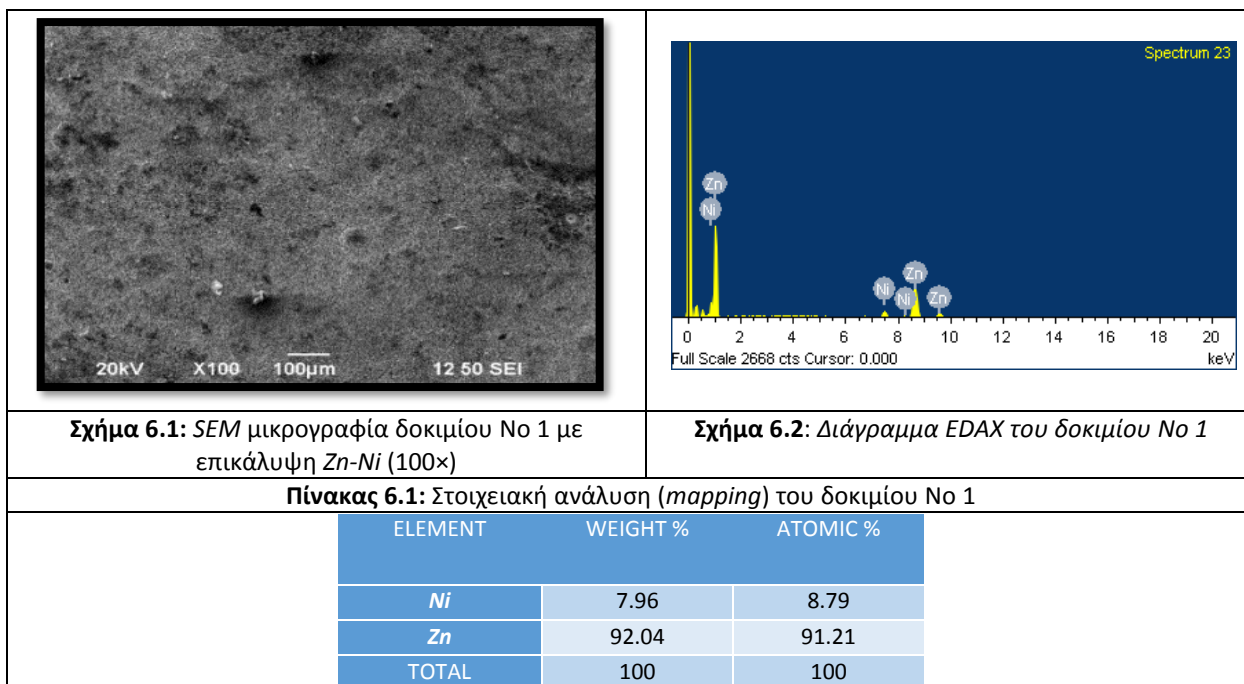 20kV X100 100μm 12 50 SEI
Spectrum 23
Zn
Ni
Ni
Ni
Zn
Zn
0 2 4 6 8 10 12 14 16 18 20
Full Scale 2668 cts Cursor: 0.000 keV
Σχήμα 6.1: SEM μικρογραφία δοκιμίου Νο 1 με
επικάλυψη Zn-Ni (100×)
Σχήμα 6.2: Διάγραμμα EDAX του δοκιμίου Νο 1
Πίνακας 6.1: Στοιχειακή ανάλυση (mapping) του δοκιμίου Νο 1
ELEMENT WEIGHT % ATOMIC %
Ni 7.96 8.79
Zn 92.04 91.21
TOTAL 100 100